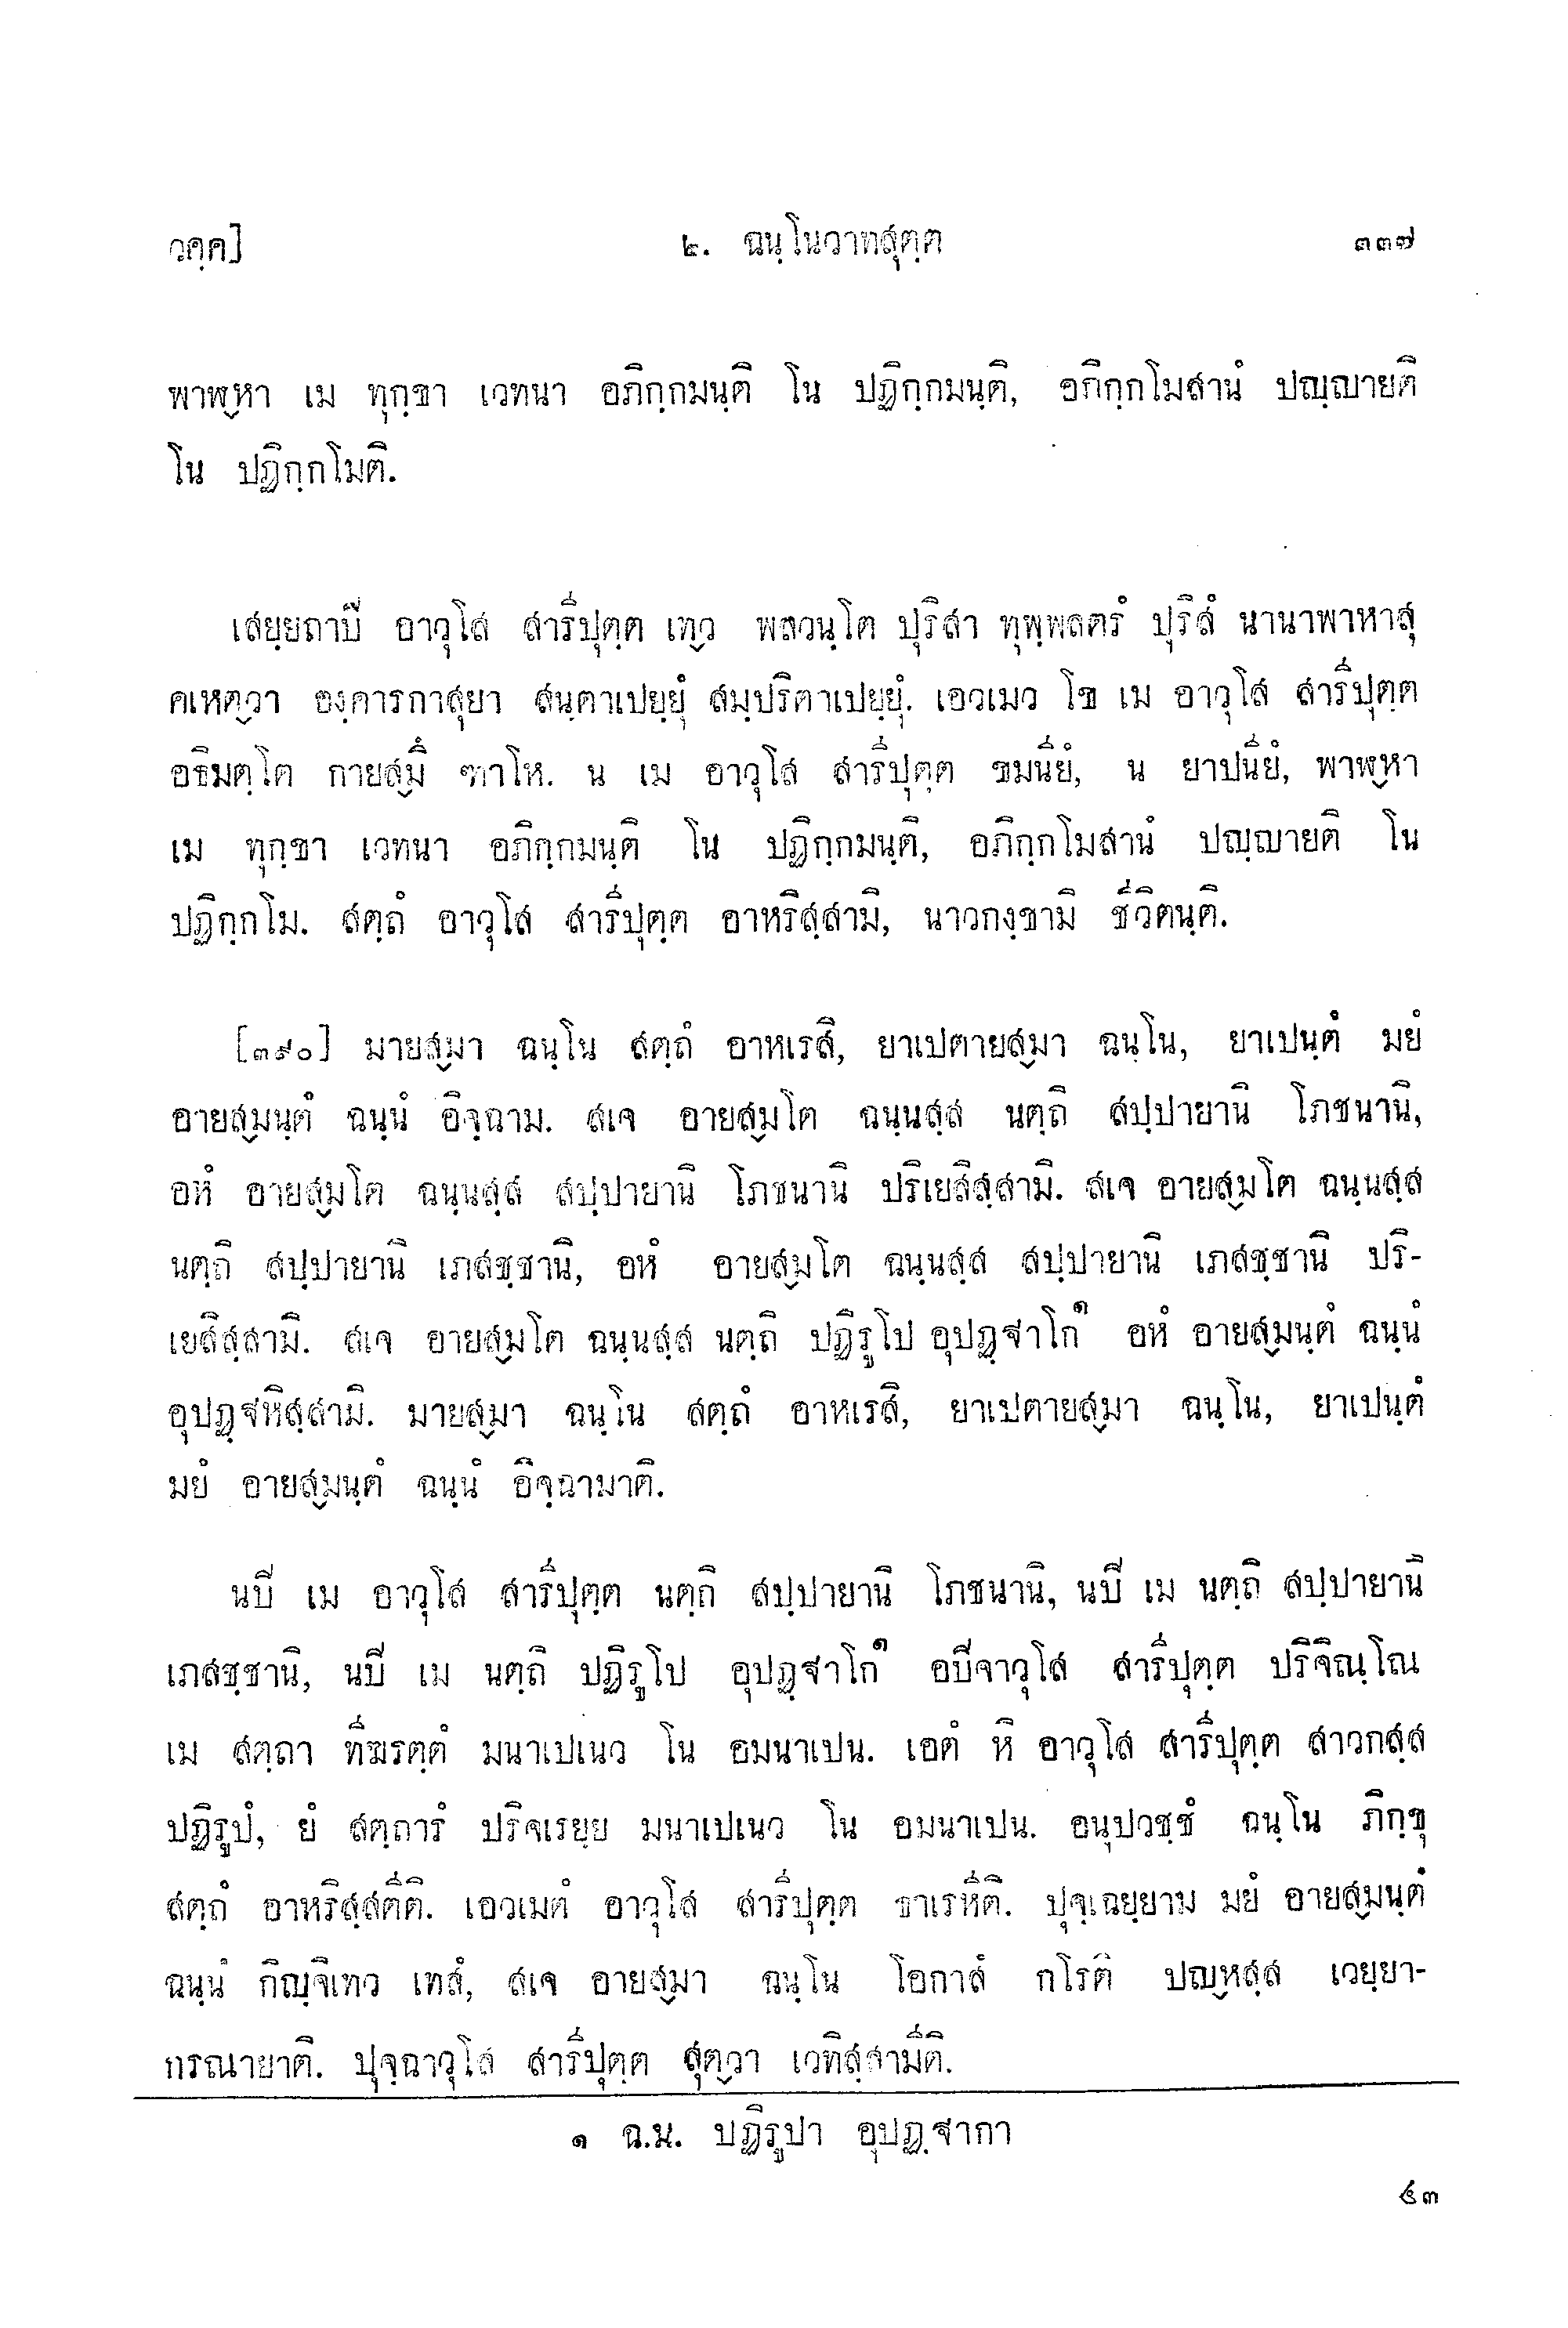 วคฺค] ๒. ฉนฺโนวาทสุตฺต ๓๓๗
พาฬฺหา เม ทุกฺขา เวทนา อภิกฺกมนฺติ โน ปฏิกฺกมนฺติ, อภิกฺกโมสานํ ปญฺญายติ
โน ปฏิกฺกโมติ.
เสยฺยถาปิ อาวุโส สารีปุตฺต เทฺว พลวนฺโต ปุริสา ทุพฺพลตรํ ปุริสํ นานาพาหาสุ
คเหตฺวา องฺคารกาสุยา สนฺตาเปยฺยุํ สมฺปริตาเปยฺยุํ. เอวเมว โข เม อาวุโส สารีปุตฺต
อธิมตฺโต กายสฺมึ ฑาโห. น เม อาวุโส สารีปุตฺต ขมนียํ, น ยาปนียํ, พาฬฺหา
เม ทุกฺขา เวทนา อภิกฺกมนฺติ โน ปฏิกฺกมนฺติ, อภิกฺกโมสานํ ปญฺญายติ โน
ปฏิกฺกโม. สตฺถํ อาวุโส สารีปุตฺต อาหริสฺสามิ, นาวกงฺขามิ ชีวิตนฺติ.
[๓๙๐] มายสฺมา ฉนฺโน สตฺถํ อาหเรสิ, ยาเปตายสฺมา ฉนฺโน, ยาเปนฺตํ มยํ
อายสฺมนฺตํ ฉนฺนํ อิจฺฉาม. สเจ อายสฺมโต ฉนฺนสฺส นตฺถิ สปฺปายานิ โภชนานิ,
อหํ อายสฺมโต ฉนฺนสฺส สปฺปายานิ โภชนานิ ปริเยสิสฺสามิ. สเจ อายสฺมโต ฉนฺนสฺส
นตฺถิ สปฺปายานิ เภสชฺชานิ, อหํ อายสฺมโต ฉนฺนสฺส สปฺปายานิ เภสชฺชานิ ปริ-
เยสิสฺสามิ. สเจ อายสฺมโต ฉนฺนสฺส นตฺถิ ปฏิรูโป อุปฏฺฐาโก๑ อหํ อายสฺมนฺตํ ฉนฺนํ
อุปฏฺฐหิสฺสามิ. มายสฺมา ฉนฺโน สตฺถํ อาหเรสิ, ยาเปตายสฺมา ฉนฺโน, ยาเปนฺตํ
มยํ อายสฺมนฺตํ ฉนฺนํ อิจฺฉามาติ.
นปิ เม อาวุโส สารีปุตฺต นตฺถิ สปฺปายานิ โภชนานิ, นปิ เม นตฺถิ สปฺปายานิ
เภสชฺชานิ, นปิ เม นตฺถิ ปฏิรูโป อุปฏฺฐาโก๑ อปิจาวุโส สารีปุตฺต ปริจิณฺโณ
เม สตฺถา ทีฆรตฺตํ มนาเปเนว โน อมนาเปน. เอตํ หิ อาวุโส สารีปุตฺต สาวกสฺส
ปฏิรูปํ, ยํ สตฺถารํ ปริจเรยฺย มนาเปเนว โน อมนาเปน. อนุปวชฺชํ ฉนฺโน ภิกฺขุ
สตฺถํ อาหริสฺสตีติ. เอวเมตํ อาวุโส สารีปุตฺต ธาเรหีติ. ปุจฺเฉยฺยาม มยํ อายสฺมนฺตํ
ฉนฺนํ กิญฺจิเทว เทสํ, สเจ อายสฺมา ฉนฺโน โอกาสํ กโรติ ปญฺหสฺส เวยฺยา-
กรณายาติ. ปุจฺฉาวุโส สารีปุตฺต สุตฺวา เวทิสฺสามีติ.
๑ ฉ.ม. ปฏิรูปา อุปฏฺฐากา
๔๓